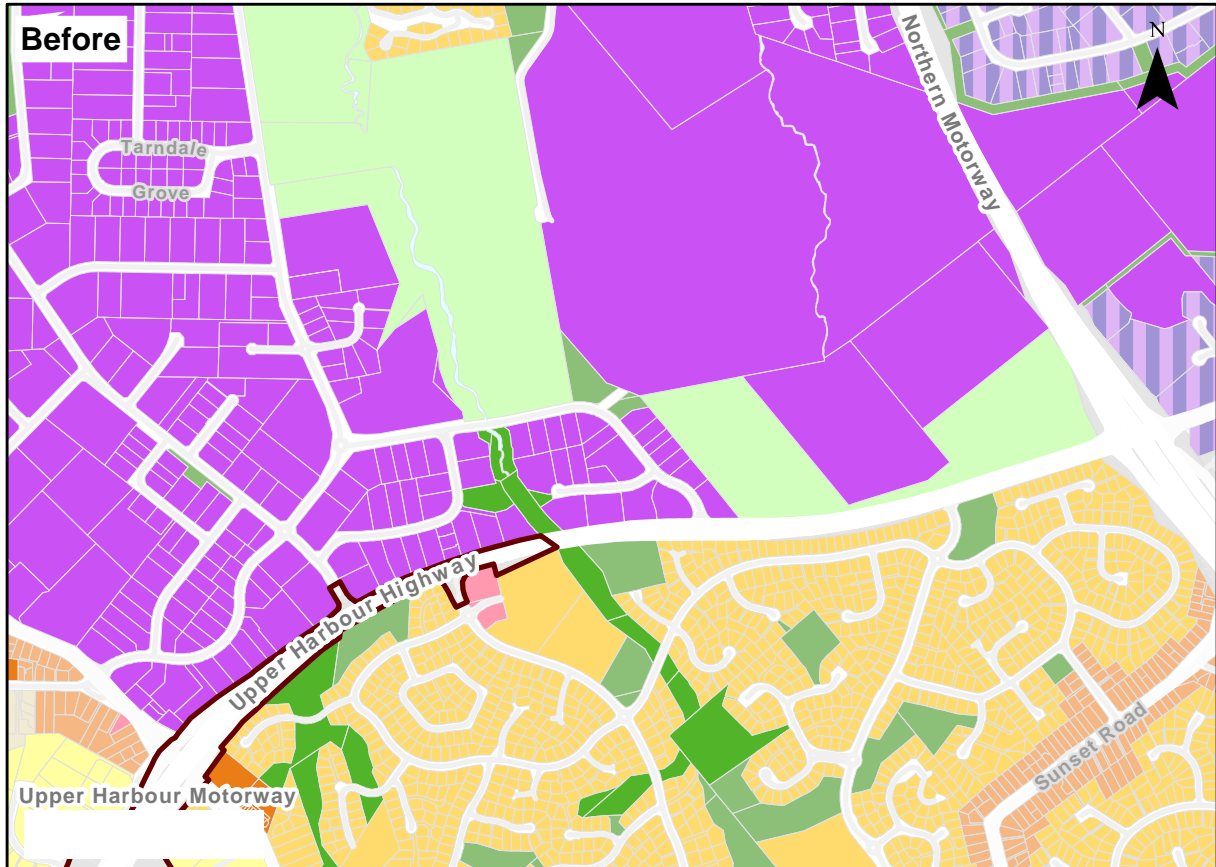 Before
N
Northern Motorway
Tarndale
Grove
Upper Harbour Highway
Sunset Road
Upper Harbour Motorway